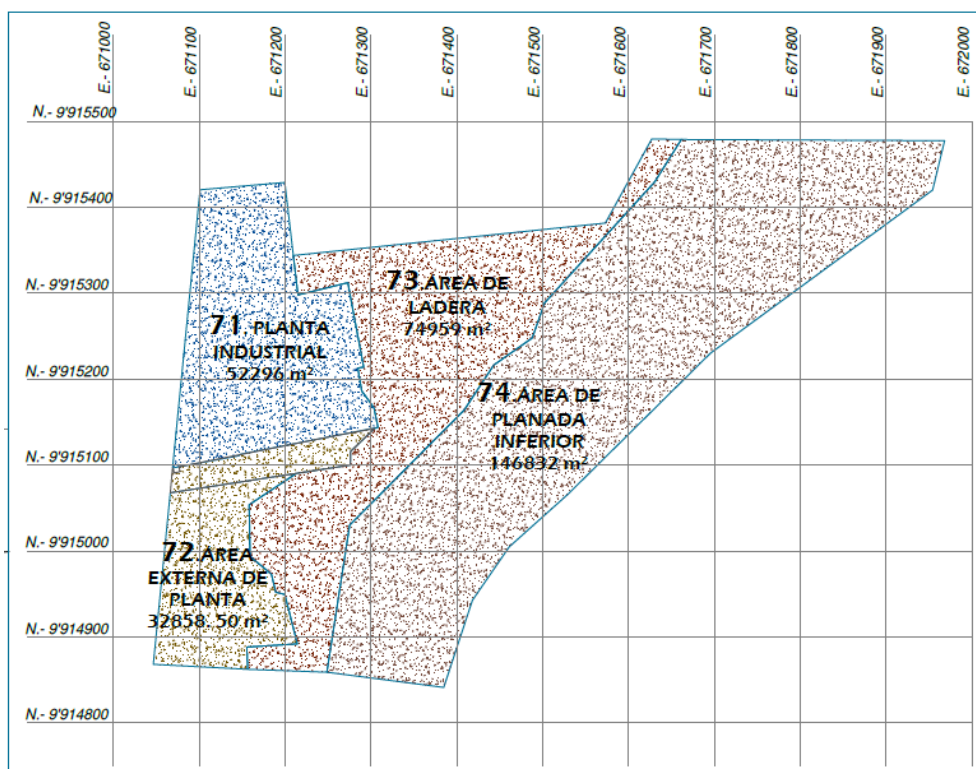 E.- 671000
E.- 671100
E.- 671200
E.- 671300
E.- 671400
E.- 671500
E.- 671600
E.- 671700
E.- 671800
E.- 671900
E.- 672000
N.- 9'915500
N.- 9'915400
N.- 9'915300
N.- 9'915200
N.- 9'915100
N.- 9'915000
N.- 9'914900
N.- 9'914800
73.ÁREA DE
LADERA
74959 m²
71. PLANTA
INDUSTRIAL
52296 m²
74.ÁREA DE
PLANADA
INFERIOR
146832 m²
72.ÁREA
EXTERNA DE
PLANTA
32858.50 m²